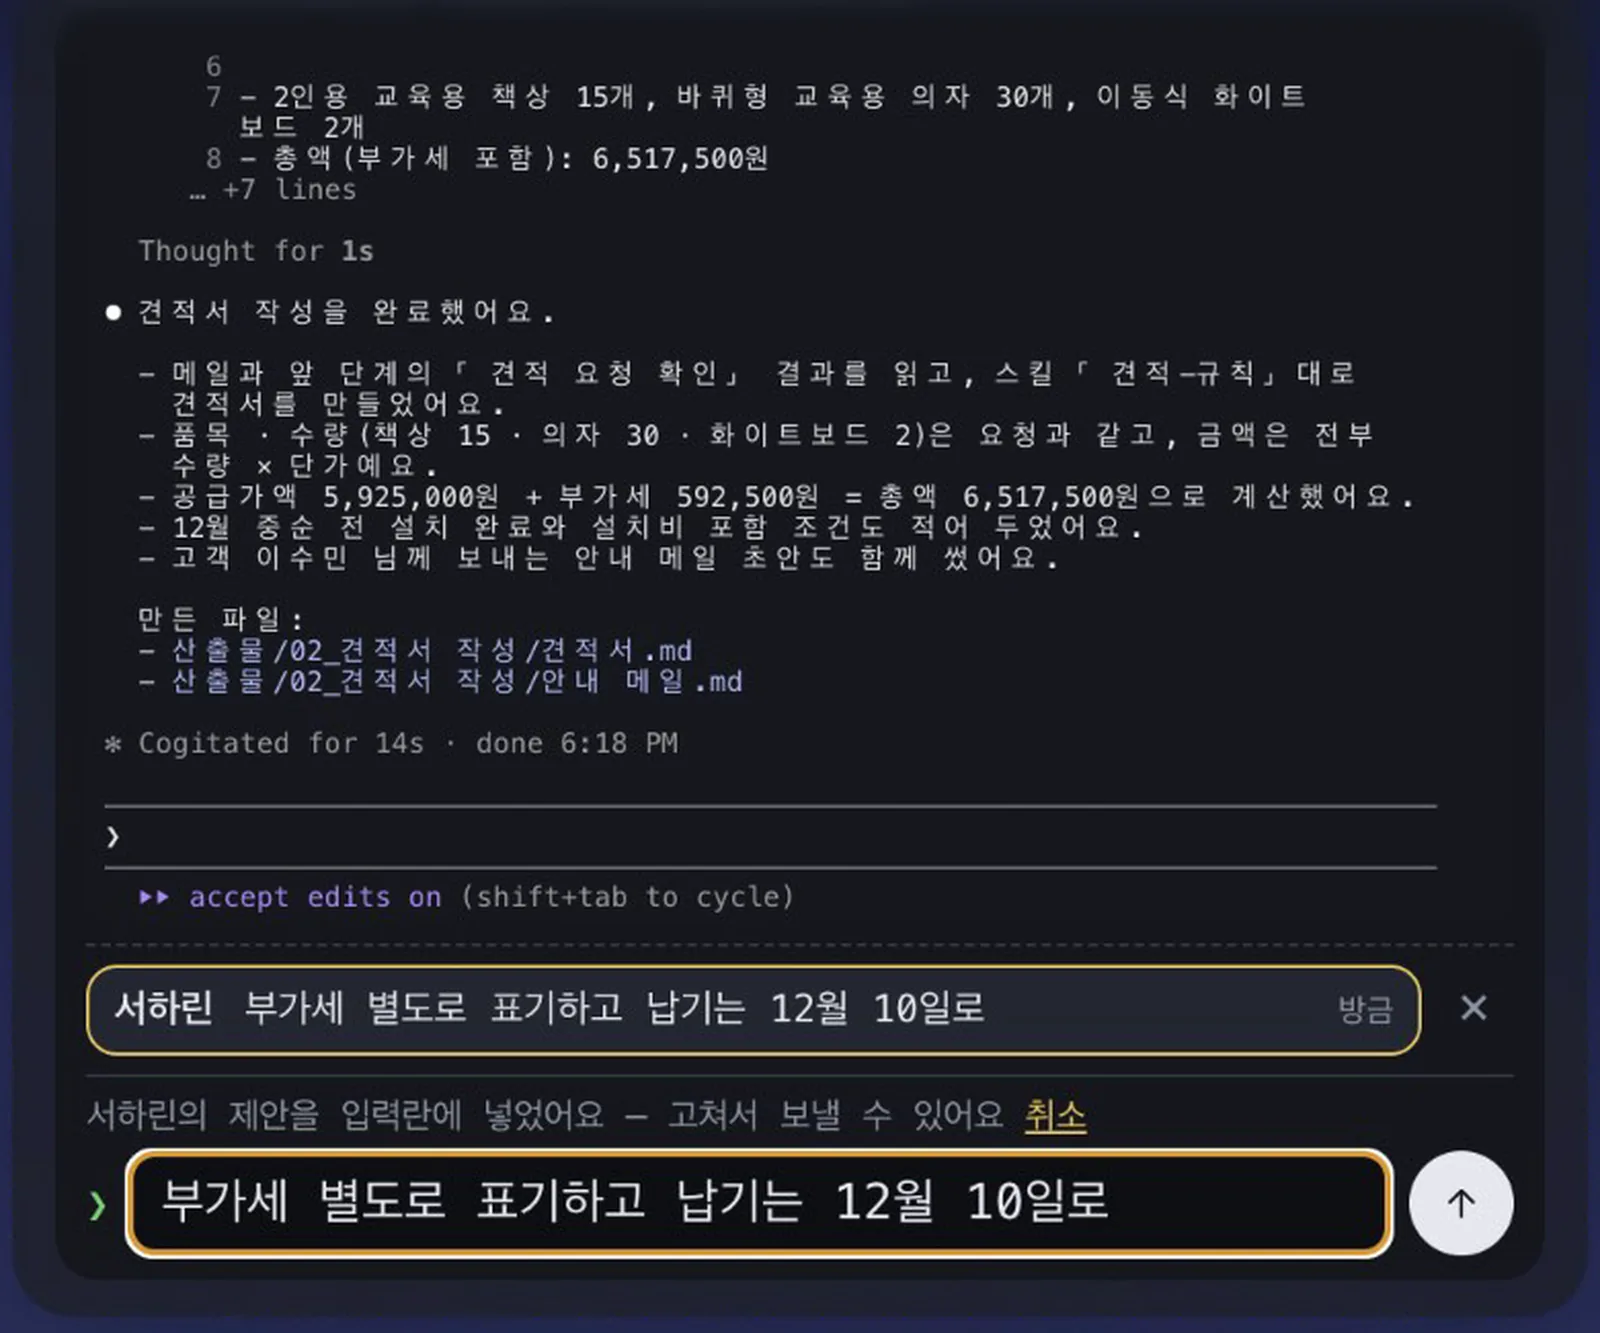 6
7 – 2인용 교육용 책상 15개, 바퀴형 교육용 의자 30개, 이동식 화이트
보드 2개
8 – 총액(부가세 포함): 6,517,500원
… +7 lines
Thought for 1s
● 견적서 작성을 완료했어요.
– 메일과 앞 단계의「 견적 요청 확인」 결과를 읽고, 스킬「 견적-규칙」대로
견적서를 만들었어요.
– 품목 · 수량(책상 15 · 의자 30 · 화이트보드 2)은 요청과 같고, 금액은 전부
수량 × 단가예요.
– 공급가액 5,925,000원 + 부가세 592,500원 = 총액 6,517,500원으로 계산했어요.
– 12월 중순 전 설치 완료와 설치비 포함 조건도 적어 두었어요.
– 고객 이수민 님께 보내는 안내 메일 초안도 함께 썼어요.
만든 파일:
– 산출물/02_견적서 작성/견적서.md
– 산출물/02_견적서 작성/안내 메일.md
✻ Cogitated for 14s · done 6:18 PM
❯
▸▸ accept edits on (shift+tab to cycle)
서하린 부가세 별도로 표기하고 납기는 12월 10일로 방금 ✕
서하린의 제안을 입력란에 넣었어요 — 고쳐서 보낼 수 있어요 취소
❯ 부가세 별도로 표기하고 납기는 12월 10일로 ↑